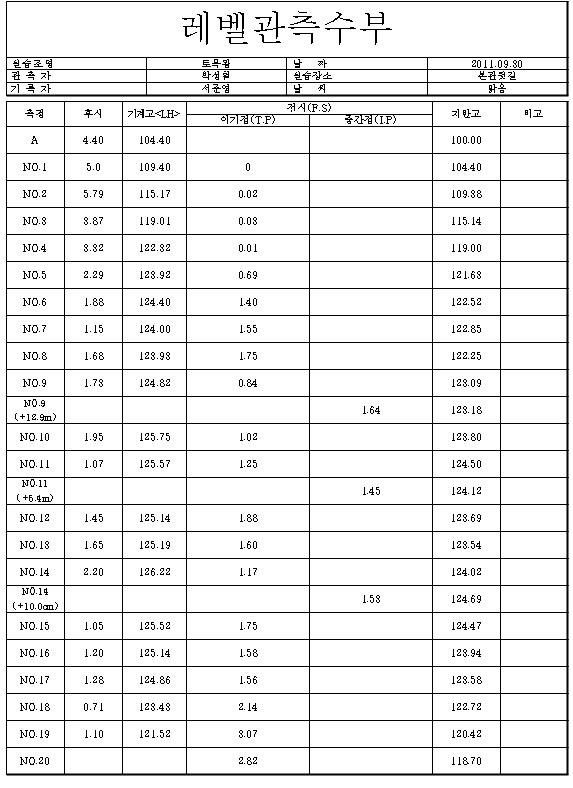 레벨관측수부
실습조명 토목왕 날 짜 2011.09.30
관 측 자 실습장소 본관뒷길
기 록 자 서준영 날 씨 맑음
측점 후시 기계고<I.H> 전시(F.S) 지반고 비고
이기점(T.P) 중간점(I.P)
A 4.40 104.40 100.00
NO.1 5.0 109.40 0 104.40
NO.2 5.79 115.17 0.02 109.38
NO.3 3.87 119.01 0.03 115.14
NO.4 3.32 122.32 0.01 119.00
NO.5 2.29 123.92 0.69 121.63
NO.6 1.88 124.40 1.40 122.52
NO.7 1.15 124.00 1.55 122.85
NO.8 1.68 123.93 1.75 122.25
NO.9 1.73 124.82 0.84 123.09
NO.9
(+12.9m) 1.64 123.18
NO.10 1.95 125.75 1.02 123.80
NO.11 1.07 125.57 1.25 124.50
NO.11
(+5.4m) 1.45 124.12
NO.12 1.45 125.14 1.88 123.69
NO.13 1.65 125.19 1.60 123.54
NO.14 2.20 126.22 1.17 124.02
NO.14
(+10.0cm) 1.53 124.69
NO.15 1.05 125.52 1.75 124.47
NO.16 1.20 125.14 1.58 123.94
NO.17 1.28 124.86 1.56 123.58
NO.18 0.71 123.43 2.14 122.72
NO.19 1.10 121.52 3.07 120.42
NO.20 2.82 118.70